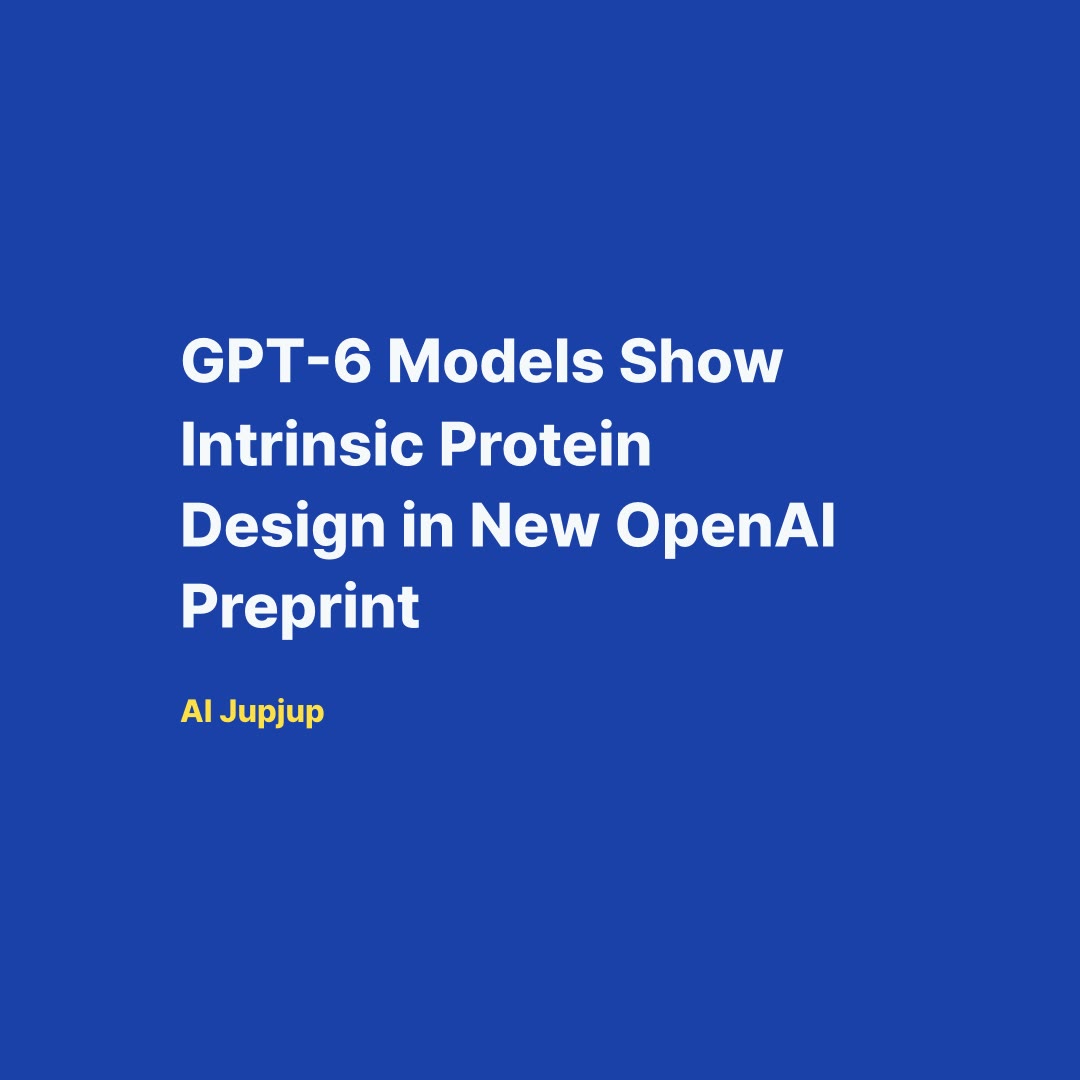 GPT-6 Models Show
Intrinsic Protein
Design in New OpenAI
Preprint
AI Jupjup